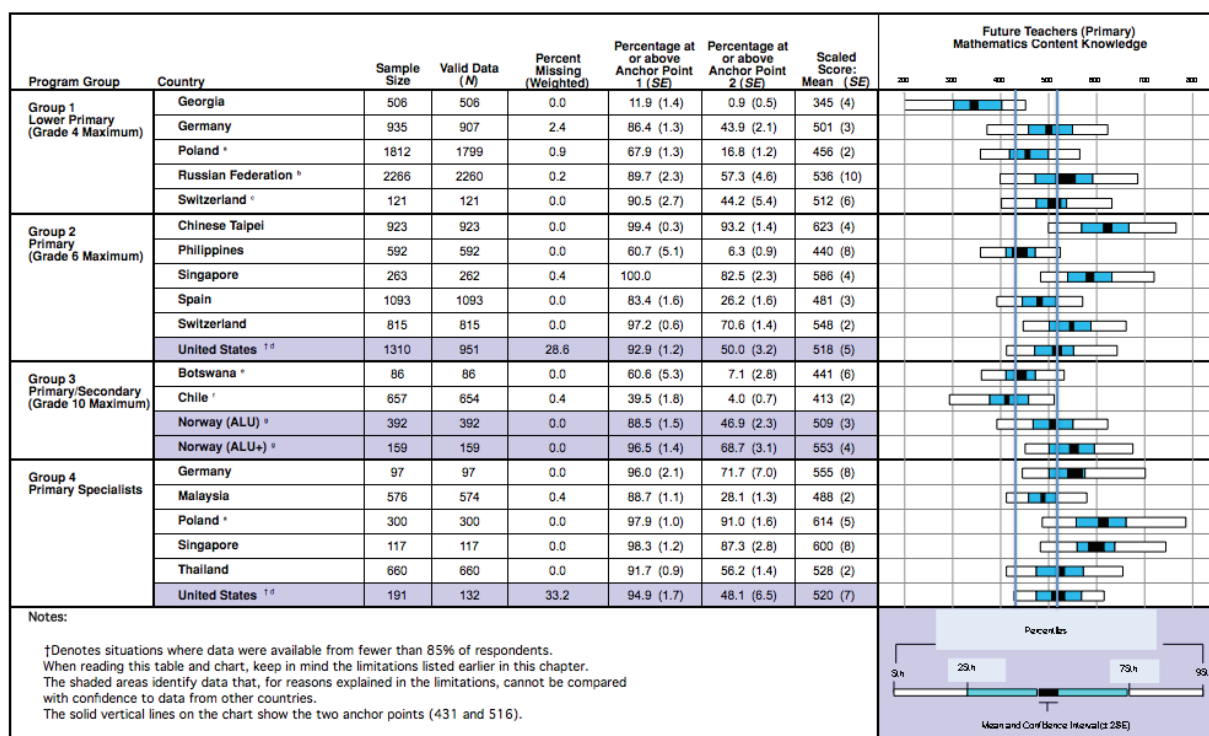 Future Teachers (Primary)
Mathematics Content Knowledge
Program Group Country Sample Size Valid Data (N) Percent Missing (Weighted) Percentage at or above Anchor Point 1 (SE) Percentage at or above Anchor Point 2 (SE) Scaled Score: Mean (SE)
200 300 400 500 600 700 800
Group 1 Lower Primary (Grade 4 Maximum)
Georgia 506 506 0.0 11.9 (1.4) 0.9 (0.5) 345 (4)
Germany 935 907 2.4 86.4 (1.3) 43.9 (2.1) 501 (3)
Poland ᵃ 1812 1799 0.9 67.9 (1.3) 16.8 (1.2) 456 (2)
Russian Federation ᵇ 2266 2260 0.2 89.7 (2.3) 57.3 (4.6) 536 (10)
Switzerland ᶜ 121 121 0.0 90.5 (2.7) 44.2 (5.4) 512 (6)
Group 2 Primary (Grade 6 Maximum)
Chinese Taipei 923 923 0.0 99.4 (0.3) 93.2 (1.4) 623 (4)
Philippines 592 592 0.0 60.7 (5.1) 6.3 (0.9) 440 (8)
Singapore 263 262 0.4 100.0 82.5 (2.3) 586 (4)
Spain 1093 1093 0.0 83.4 (1.6) 26.2 (1.6) 481 (3)
Switzerland 815 815 0.0 97.2 (0.6) 70.6 (1.4) 548 (2)
United States †ᵈ 1310 951 28.6 92.9 (1.2) 50.0 (3.2) 518 (5)
Group 3 Primary/Secondary (Grade 10 Maximum)
Botswana ᵉ 86 86 0.0 60.6 (5.3) 7.1 (2.8) 441 (6)
Chile ᶠ 657 654 0.4 39.5 (1.8) 4.0 (0.7) 413 (2)
Norway (ALU) ᵍ 392 392 0.0 88.5 (1.5) 46.9 (2.3) 509 (3)
Norway (ALU+) ᵍ 159 159 0.0 96.5 (1.4) 68.7 (3.1) 553 (4)
Group 4 Primary Specialists
Germany 97 97 0.0 96.0 (2.1) 71.7 (7.0) 555 (8)
Malaysia 576 574 0.4 88.7 (1.1) 28.1 (1.3) 488 (2)
Poland ᵃ 300 300 0.0 97.9 (1.0) 91.0 (1.6) 614 (5)
Singapore 117 117 0.0 98.3 (1.2) 87.3 (2.8) 600 (8)
Thailand 660 660 0.0 91.7 (0.9) 56.2 (1.4) 528 (2)
United States †ᵈ 191 132 33.2 94.9 (1.7) 48.1 (6.5) 520 (7)
Notes:
†Denotes situations where data were available from fewer than 85% of respondents.
When reading this table and chart, keep in mind the limitations listed earlier in this chapter.
The shaded areas identify data that, for reasons explained in the limitations, cannot be compared
with confidence to data from other countries.
The solid vertical lines on the chart show the two anchor points (431 and 516).
Percentiles
5th 25th 75th
Mean and Confidence Interval(± 2SE)